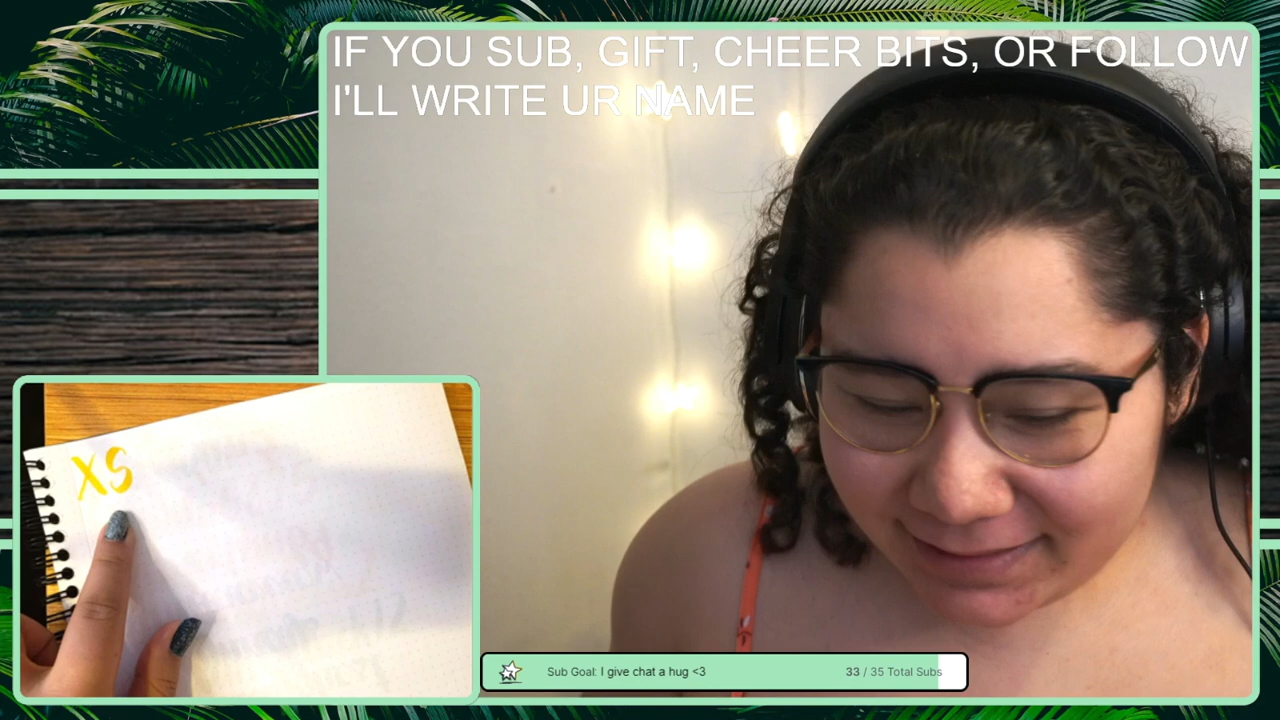 IF YOU SUB, GIFT, CHEER BITS, OR FOLLOW
I'LL WRITE UR NAME
XS
Sub Goal: I give chat a hug <3
33 / 35 Total Subs